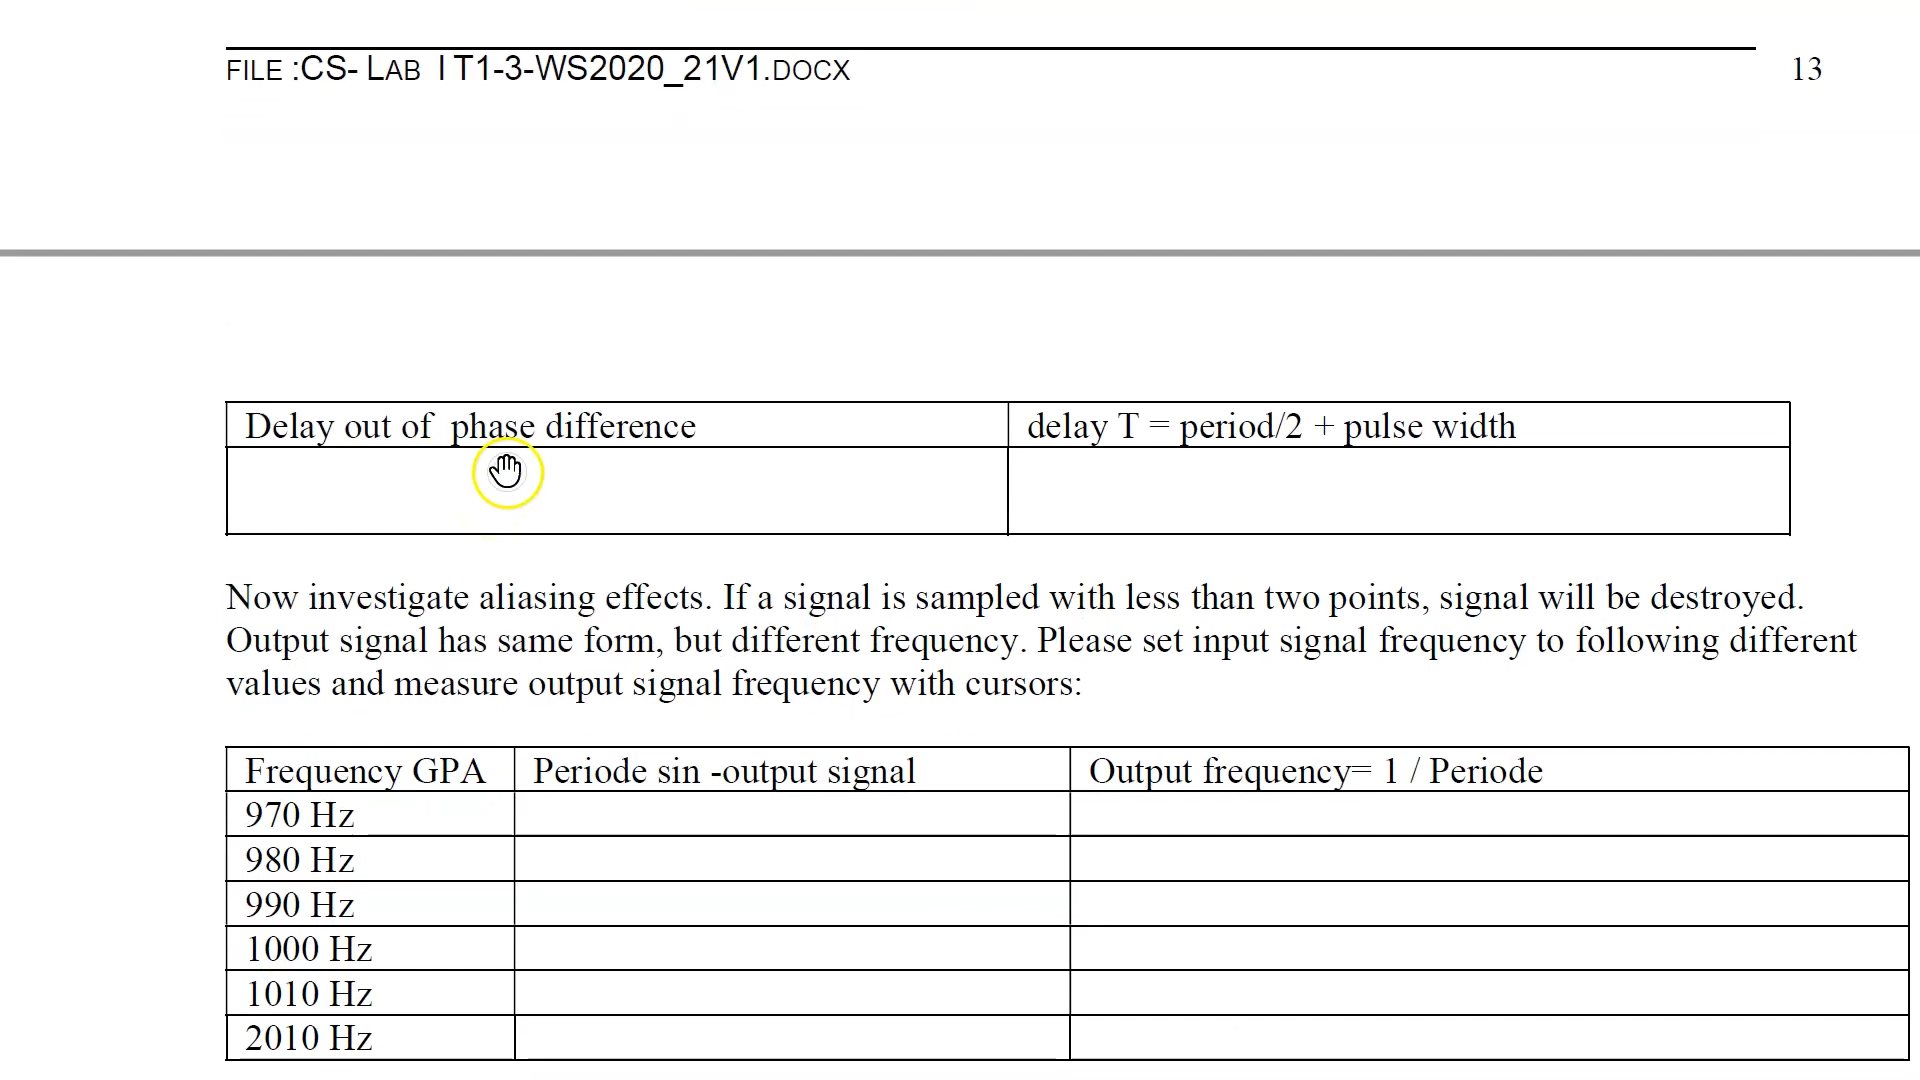 FILE :CS- LAB I T1-3-WS2020_21V1.DOCX 13
Delay out of phase difference delay T = period/2 + pulse width
Now investigate aliasing effects. If a signal is sampled with less than two points, signal will be destroyed.
Output signal has same form, but different frequency. Please set input signal frequency to following different
values and measure output signal frequency with cursors:
Frequency GPA Periode sin -output signal Output frequency= 1 / Periode
970 Hz
980 Hz
990 Hz
1000 Hz
1010 Hz
2010 Hz